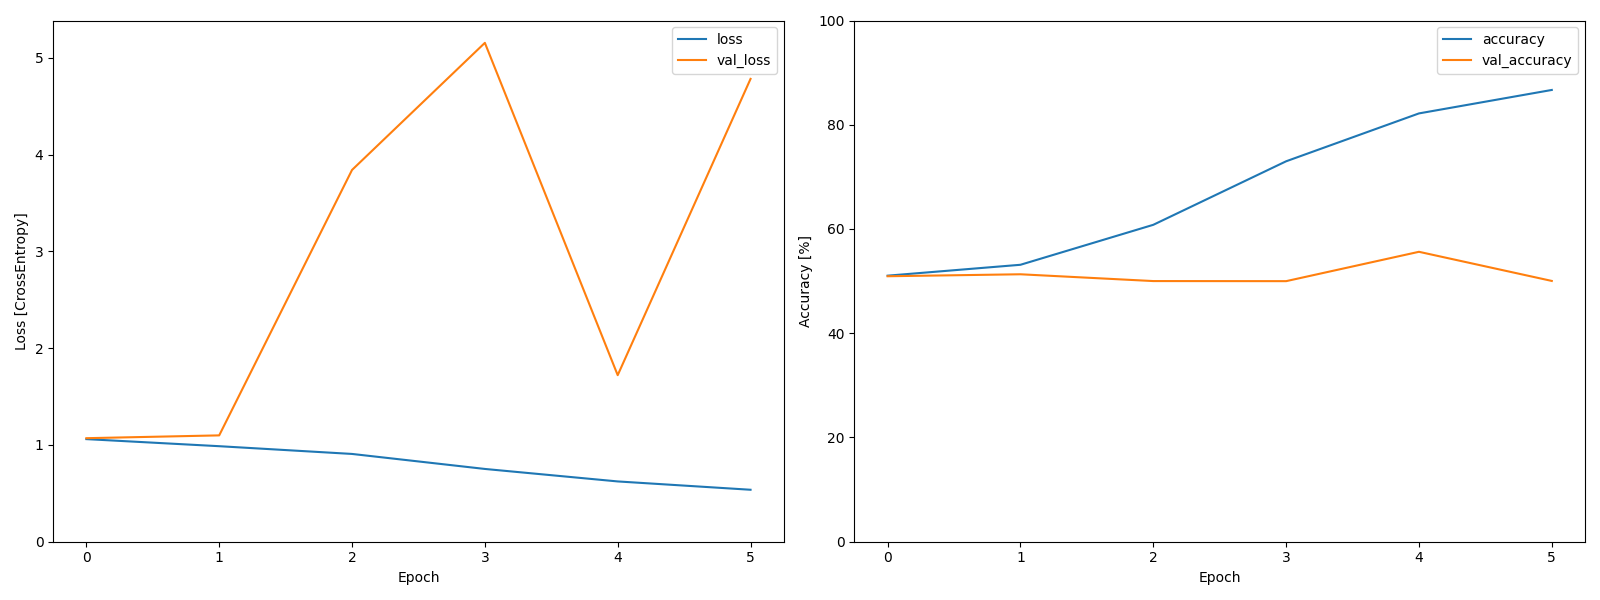 loss
val_loss
5
4
3
2
1
0
Loss [CrossEntropy]
0 1 2 3 4 5
Epoch
accuracy
val_accuracy
100
80
60
40
20
0
Accuracy [%]
0 1 2 3 4 5
Epoch